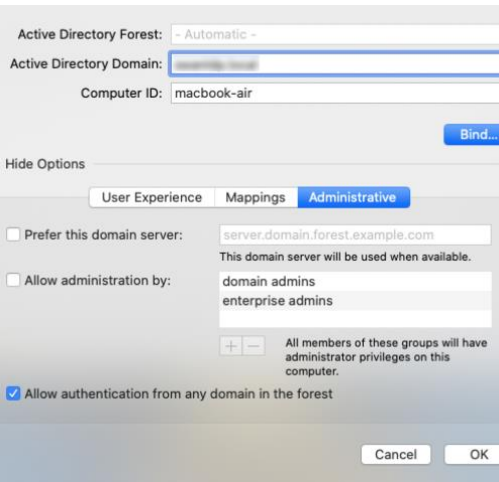 Active Directory Forest: - Automatic -
Active Directory Domain:
Computer ID: macbook-air
Bind...
Hide Options
User Experience Mappings Administrative
Prefer this domain server: server.domain.forest.example.com
This domain server will be used when available.
Allow administration by: domain admins
enterprise admins
+ −
All members of these groups will have
administrator privileges on this
computer.
Allow authentication from any domain in the forest
Cancel OK